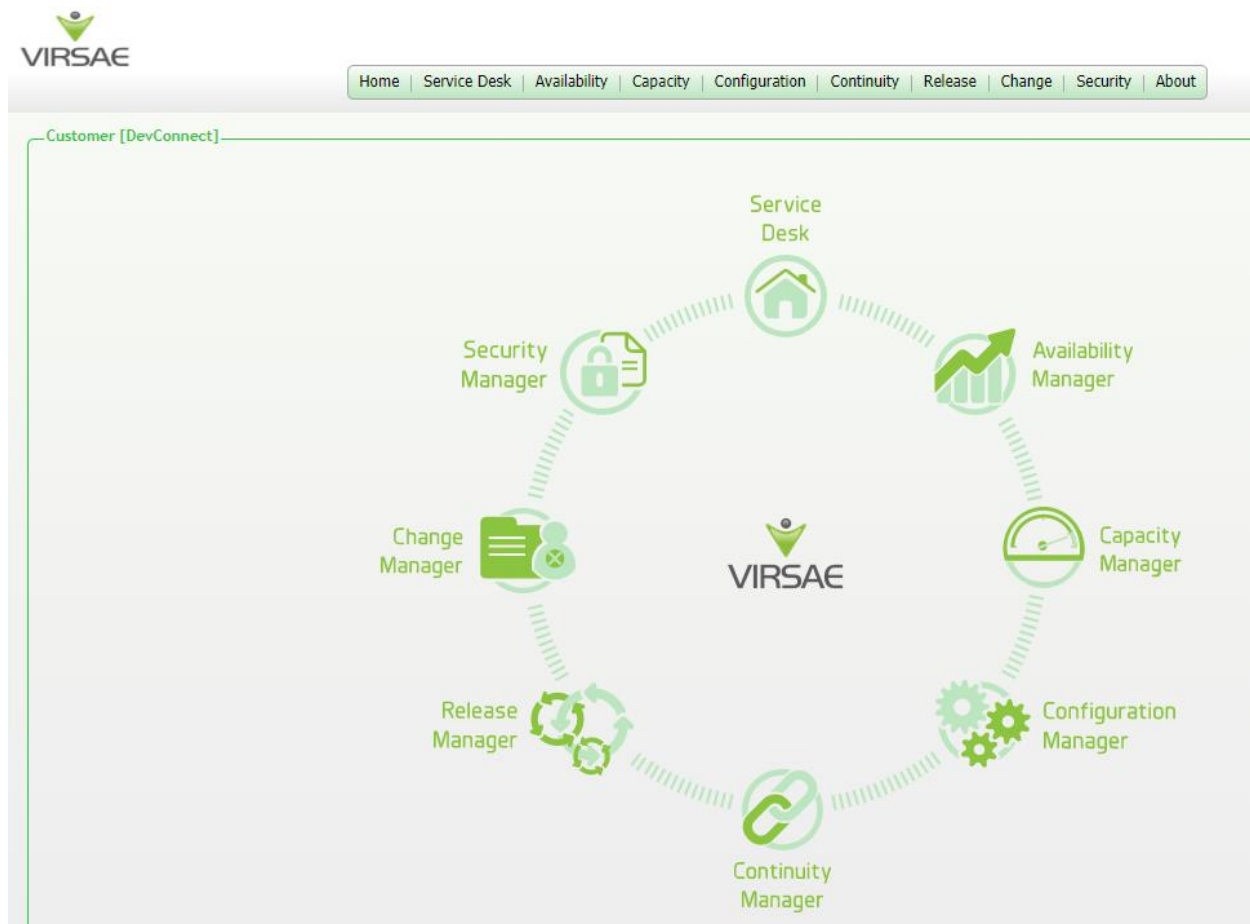 VIRSAE
Home | Service Desk | Availability | Capacity | Configuration | Continuity | Release | Change | Security | About
Customer [DevConnect]
Service
Desk
Security
Manager
Availability
Manager
Change
Manager
VIRSAE
Capacity
Manager
Release
Manager
Configuration
Manager
Continuity
Manager